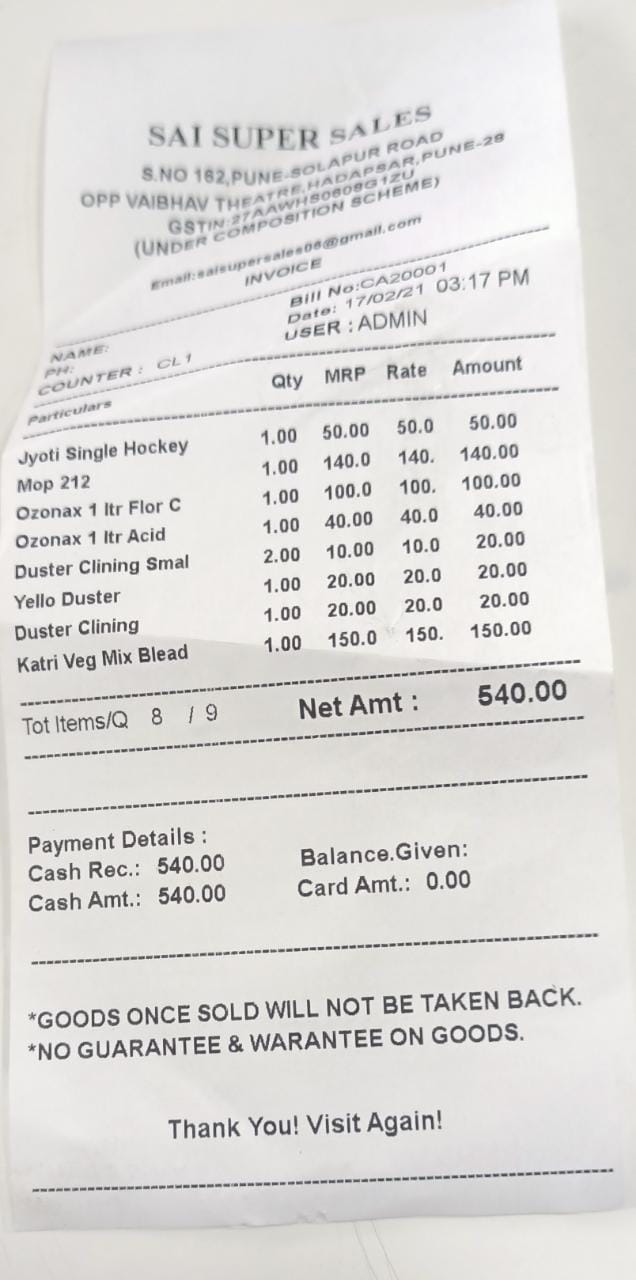 SAI SUPER SALES
S.NO 162,PUNE-SOLAPUR ROAD
OPP VAIBHAV THEATRE,HADAPSAR,PUNE-28
GSTIN:27AAWHS0609G1ZU
(UNDER COMPOSITION SCHEME)
Email:saisupersales06@gmail.com
INVOICE
NAME: Bill No:CA20001
PH: Date: 17/02/21 03:17 PM
COUNTER : CL1 USER : ADMIN
Particulars Qty MRP Rate Amount
Jyoti Single Hockey 1.00 50.00 50.0 50.00
Mop 212 1.00 140.0 140. 140.00
Ozonax 1 ltr Flor C 1.00 100.0 100. 100.00
Ozonax 1 ltr Acid 1.00 40.00 40.0 40.00
Duster Clining Smal 2.00 10.00 10.0 20.00
Yello Duster 1.00 20.00 20.0 20.00
Duster Clining 1.00 20.00 20.0 20.00
Katri Veg Mix Blead 1.00 150.0 150. 150.00
Tot Items/Q 8 / 9 Net Amt : 540.00
Payment Details :
Cash Rec.: 540.00 Balance.Given:
Cash Amt.: 540.00 Card Amt.: 0.00
*GOODS ONCE SOLD WILL NOT BE TAKEN BACK.
*NO GUARANTEE & WARANTEE ON GOODS.
Thank You! Visit Again!